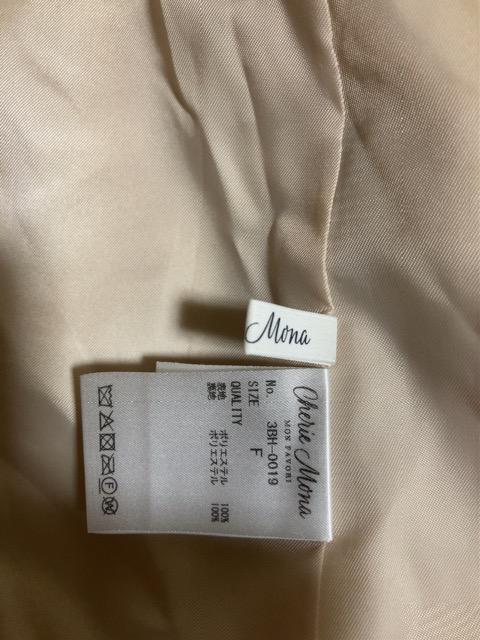 Mona
Cherie Mona
MON FAVORI
No. 3BH-0019
SIZE F
QUALITY
表地 ポリエステル 100%
裏地 ポリエステル 100%
F
W